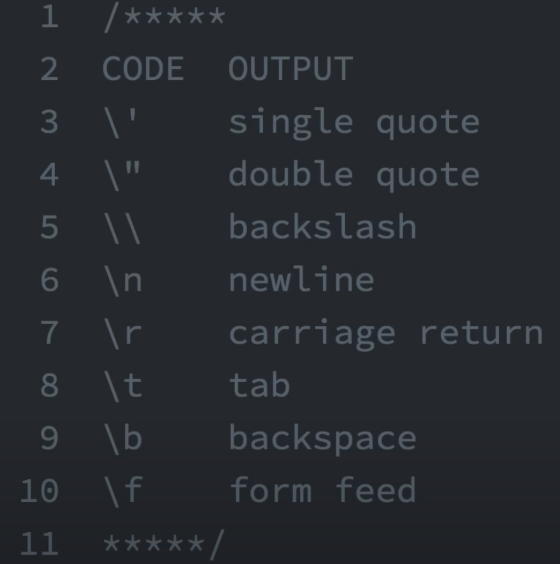 1 /*****
2 CODE OUTPUT
3 \' single quote
4 \" double quote
5 \\ backslash
6 \n newline
7 \r carriage return
8 \t tab
9 \b backspace
10 \f form feed
11 *****/